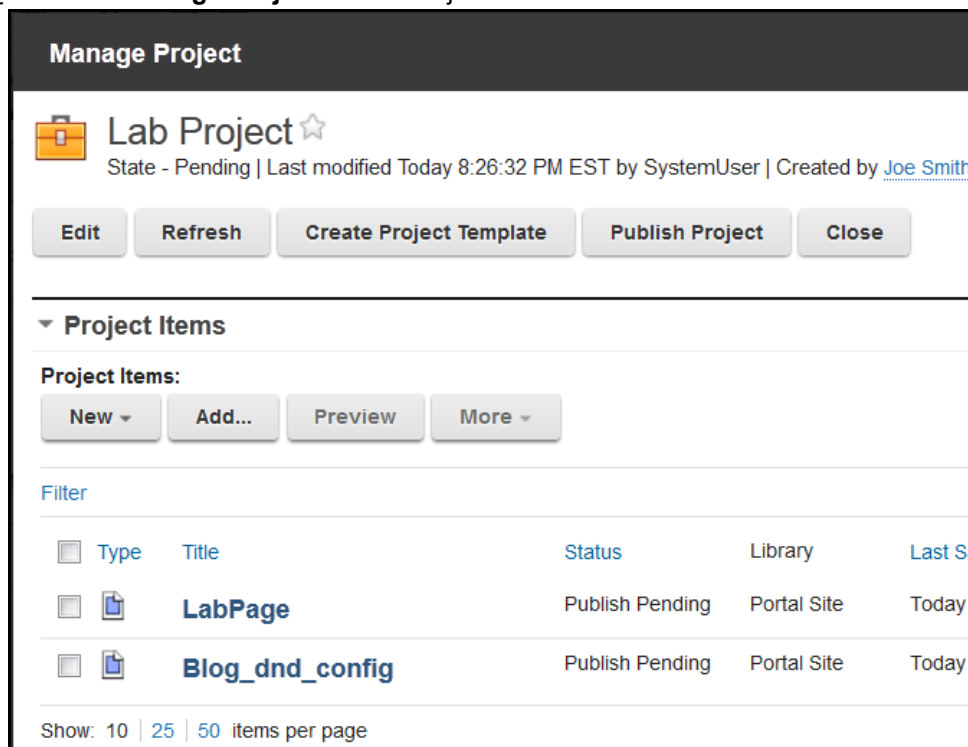 Manage Project
Lab Project
State - Pending | Last modified Today 8:26:32 PM EST by SystemUser | Created by Joe Smith
Edit Refresh Create Project Template Publish Project Close
Project Items
Project Items:
New Add... Preview More
Filter
Type Title Status Library Last S
LabPage Publish Pending Portal Site Today
Blog_dnd_config Publish Pending Portal Site Today
Show: 10 | 25 | 50 items per page